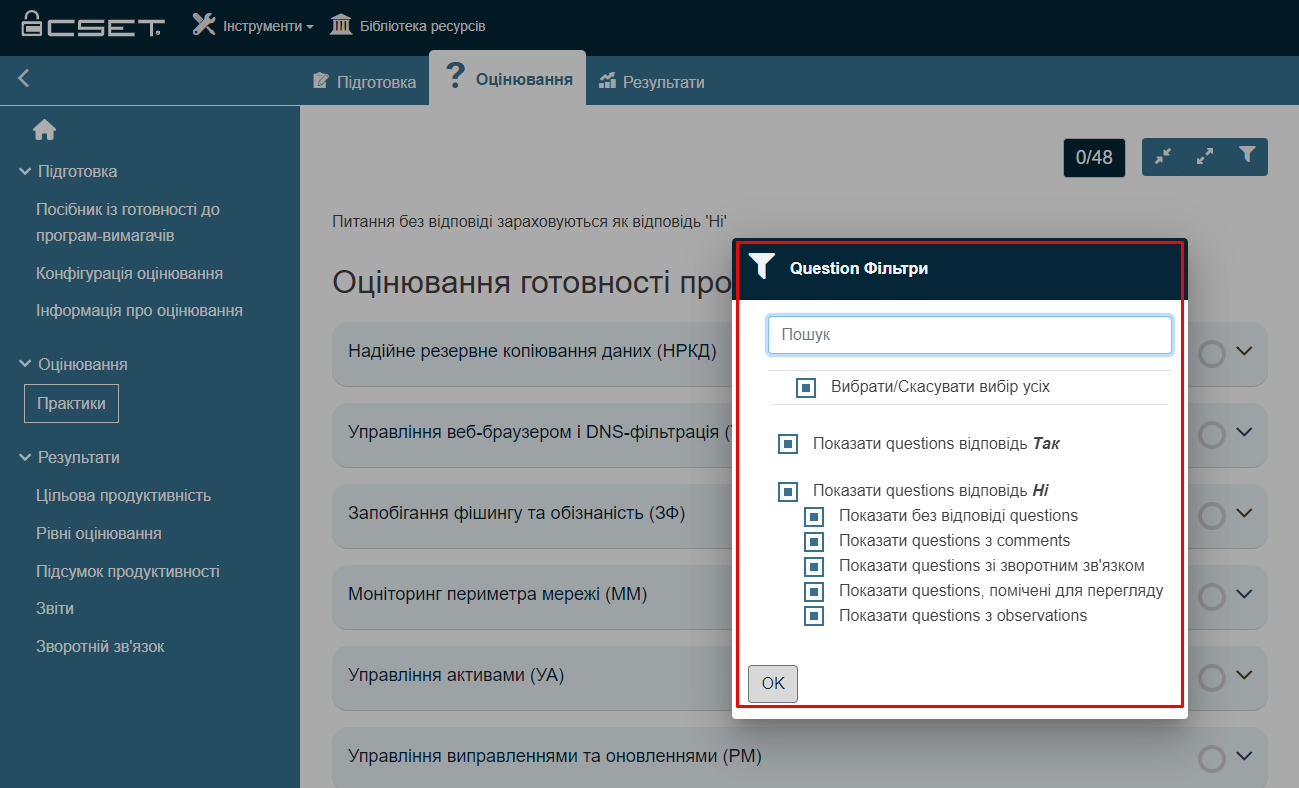 CSET
Інструменти
Бібліотека ресурсів
Підготовка
? Оцінювання
Результати
Підготовка
Посібник із готовності до
програм-вимагачів
Конфігурація оцінювання
Інформація про оцінювання
Оцінювання
Практики
Результати
Цільова продуктивність
Рівні оцінювання
Підсумок продуктивності
Звіти
Зворотній зв'язок
0/48
Питання без відповіді зараховуються як відповідь 'Ні'
Оцінювання готовності про
Надійне резервне копіювання даних (НРКД)
Управління веб-браузером і DNS-фільтрація (
Запобігання фішингу та обізнаність (ЗФ)
Моніторинг периметра мережі (ММ)
Управління активами (УА)
Управління виправленнями та оновленнями (РМ)
Question Фільтри
Пошук
Вибрати/Скасувати вибір усіх
Показати questions відповідь Так
Показати questions відповідь Ні
Показати без відповіді questions
Показати questions з comments
Показати questions зі зворотним зв'язком
Показати questions, помічені для перегляду
Показати questions з observations
OK